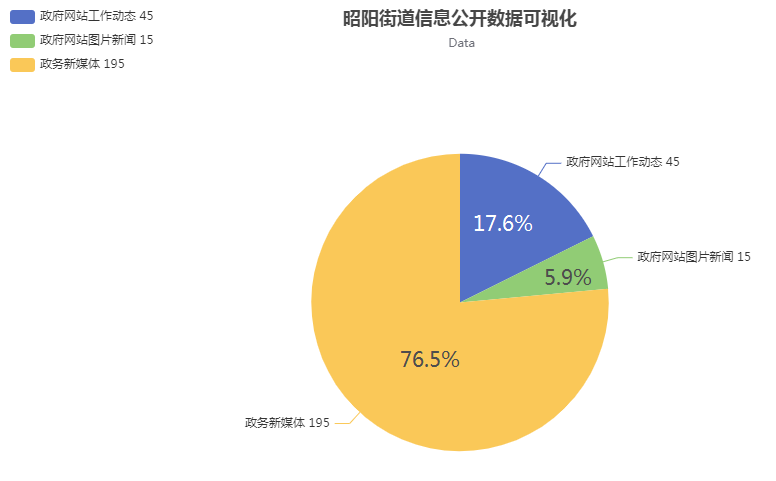 昭阳街道信息公开数据可视化
Data
政府网站工作动态 45
政府网站图片新闻 15
政务新媒体 195
政府网站工作动态 45
17.6%
政府网站图片新闻 15
5.9%
76.5%
政务新媒体 195